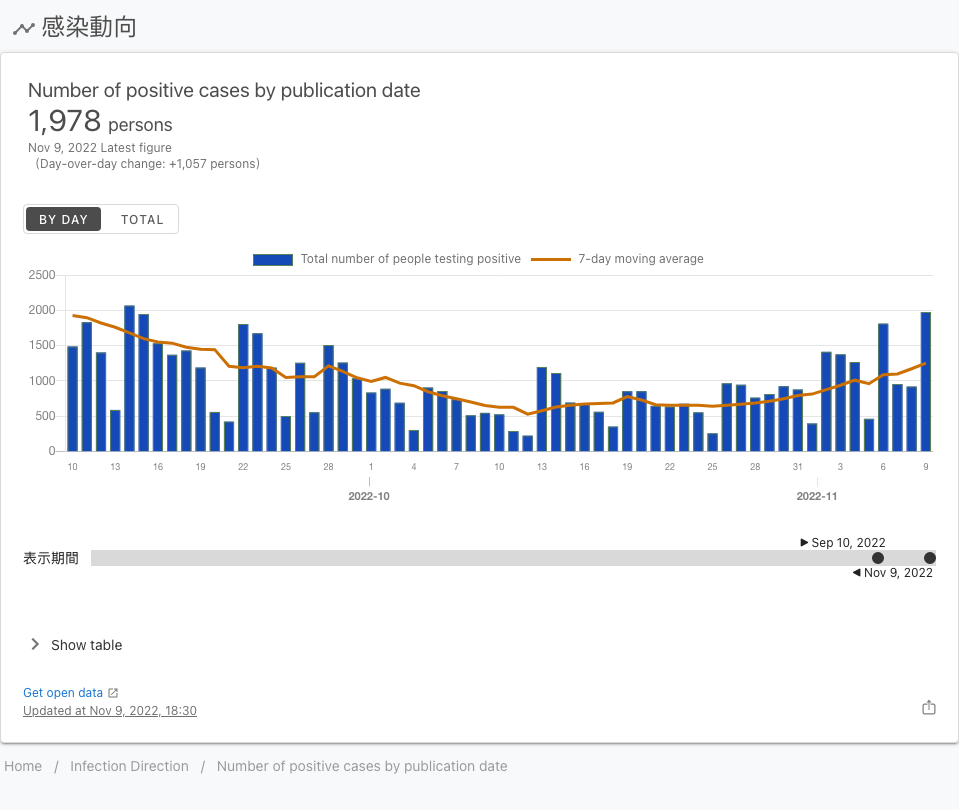 感染動向
Number of positive cases by publication date
1,978 persons
Nov 9, 2022 Latest figure
(Day-over-day change: +1,057 persons)
BY DAY TOTAL
Total number of people testing positive 7-day moving average
2500
2000
1500
1000
500
0
10 13 16 19 22 25 28 1 4 7 10 13 16 19 22 25 28 31 3 6 9
2022-10 2022-11
Sep 10, 2022
表示期間
Nov 9, 2022
Show table
Get open data
Updated at Nov 9, 2022, 18:30
Home / Infection Direction / Number of positive cases by publication date